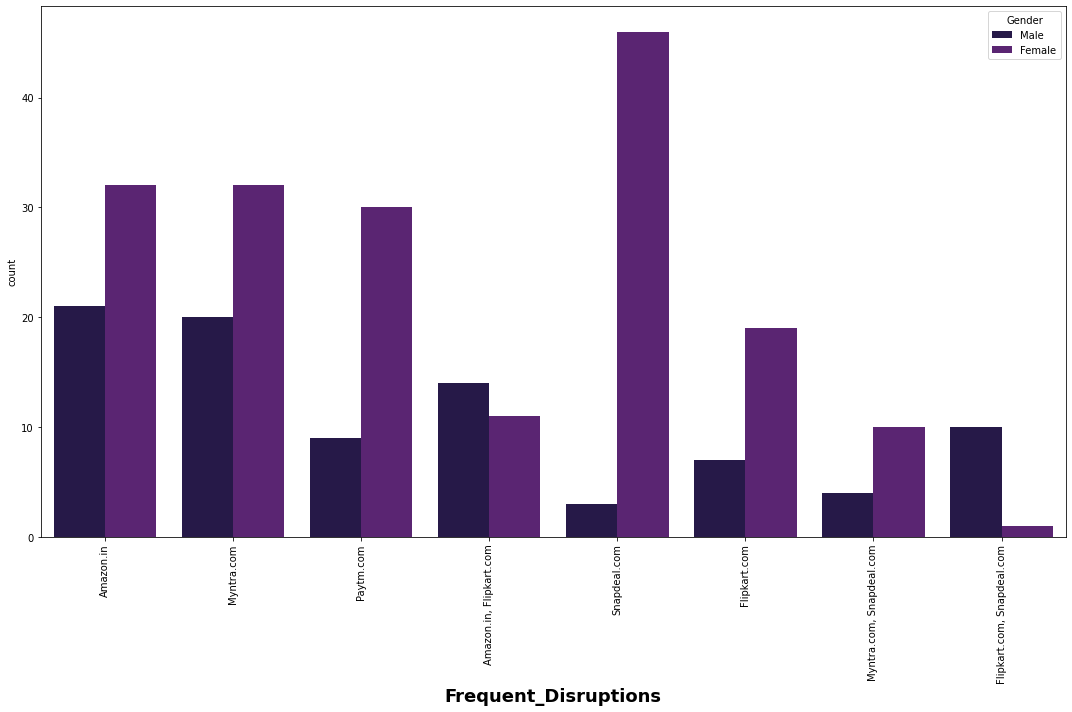 Gender
Male
Female
count
40
30
20
10
0
Amazon.in
Myntra.com
Paytm.com
Amazon.in, Flipkart.com
Snapdeal.com
Flipkart.com
Myntra.com, Snapdeal.com
Flipkart.com, Snapdeal.com
Frequent_Disruptions